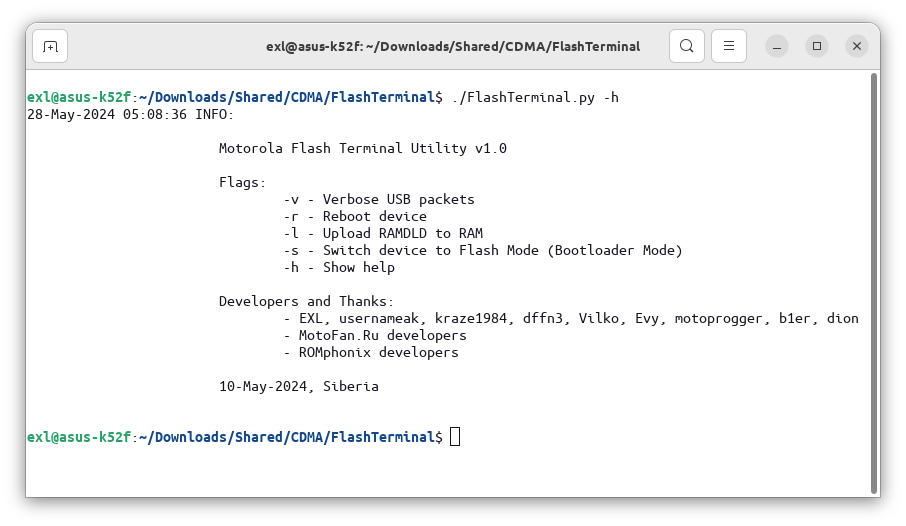 exl@asus-k52f: ~/Downloads/Shared/CDMA/FlashTerminal
exl@asus-k52f:~/Downloads/Shared/CDMA/FlashTerminal$ ./FlashTerminal.py -h
28-May-2024 05:08:36 INFO:
Motorola Flash Terminal Utility v1.0
Flags:
-v - Verbose USB packets
-r - Reboot device
-l - Upload RAMDLD to RAM
-s - Switch device to Flash Mode (Bootloader Mode)
-h - Show help
Developers and Thanks:
- EXL, usernameak, kraze1984, dffn3, Vilko, Evy, motoprogger, b1er, dion
- MotoFan.Ru developers
- ROMphonix developers
10-May-2024, Siberia
exl@asus-k52f:~/Downloads/Shared/CDMA/FlashTerminal$